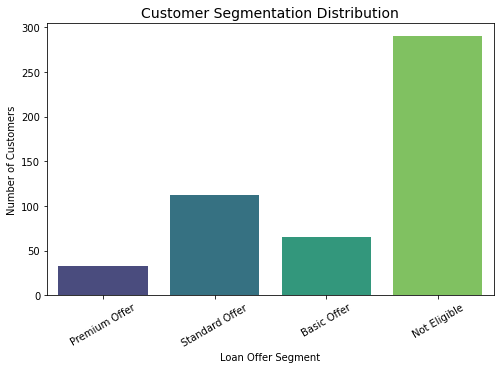 Customer Segmentation Distribution
Number of Customers
300
250
200
150
100
50
0
Premium Offer
Standard Offer
Basic Offer
Not Eligible
Loan Offer Segment